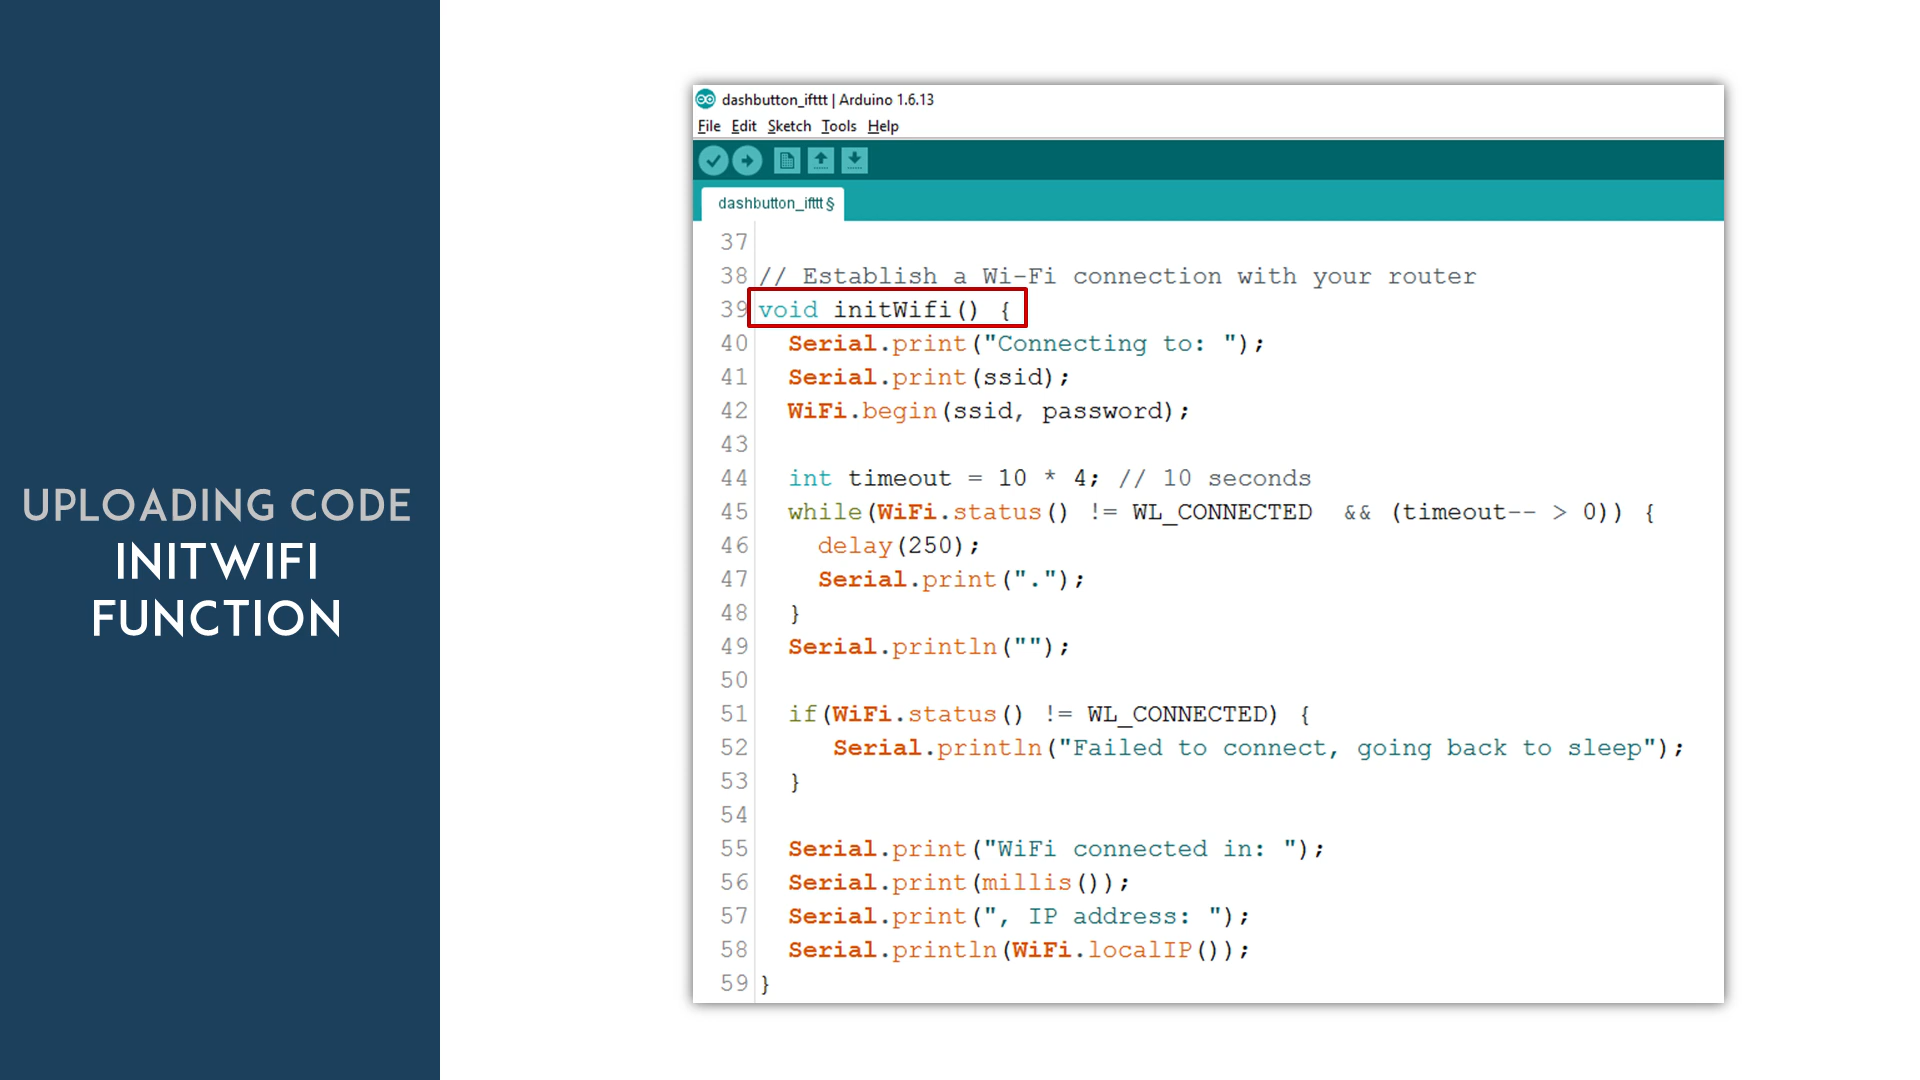 UPLOADING CODE
INITWIFI
FUNCTION
dashbutton_ifttt | Arduino 1.6.13
File Edit Sketch Tools Help
dashbutton_ifttt §
37
38 // Establish a Wi-Fi connection with your router
39 void initWifi() {
40   Serial.print("Connecting to: ");
41   Serial.print(ssid);
42   WiFi.begin(ssid, password);
43
44   int timeout = 10 * 4; // 10 seconds
45   while(WiFi.status() != WL_CONNECTED  && (timeout-- > 0)) {
46     delay(250);
47     Serial.print(".");
48   }
49   Serial.println("");
50
51   if(WiFi.status() != WL_CONNECTED) {
52      Serial.println("Failed to connect, going back to sleep");
53   }
54
55   Serial.print("WiFi connected in: ");
56   Serial.print(millis());
57   Serial.print(", IP address: ");
58   Serial.println(WiFi.localIP());
59 }